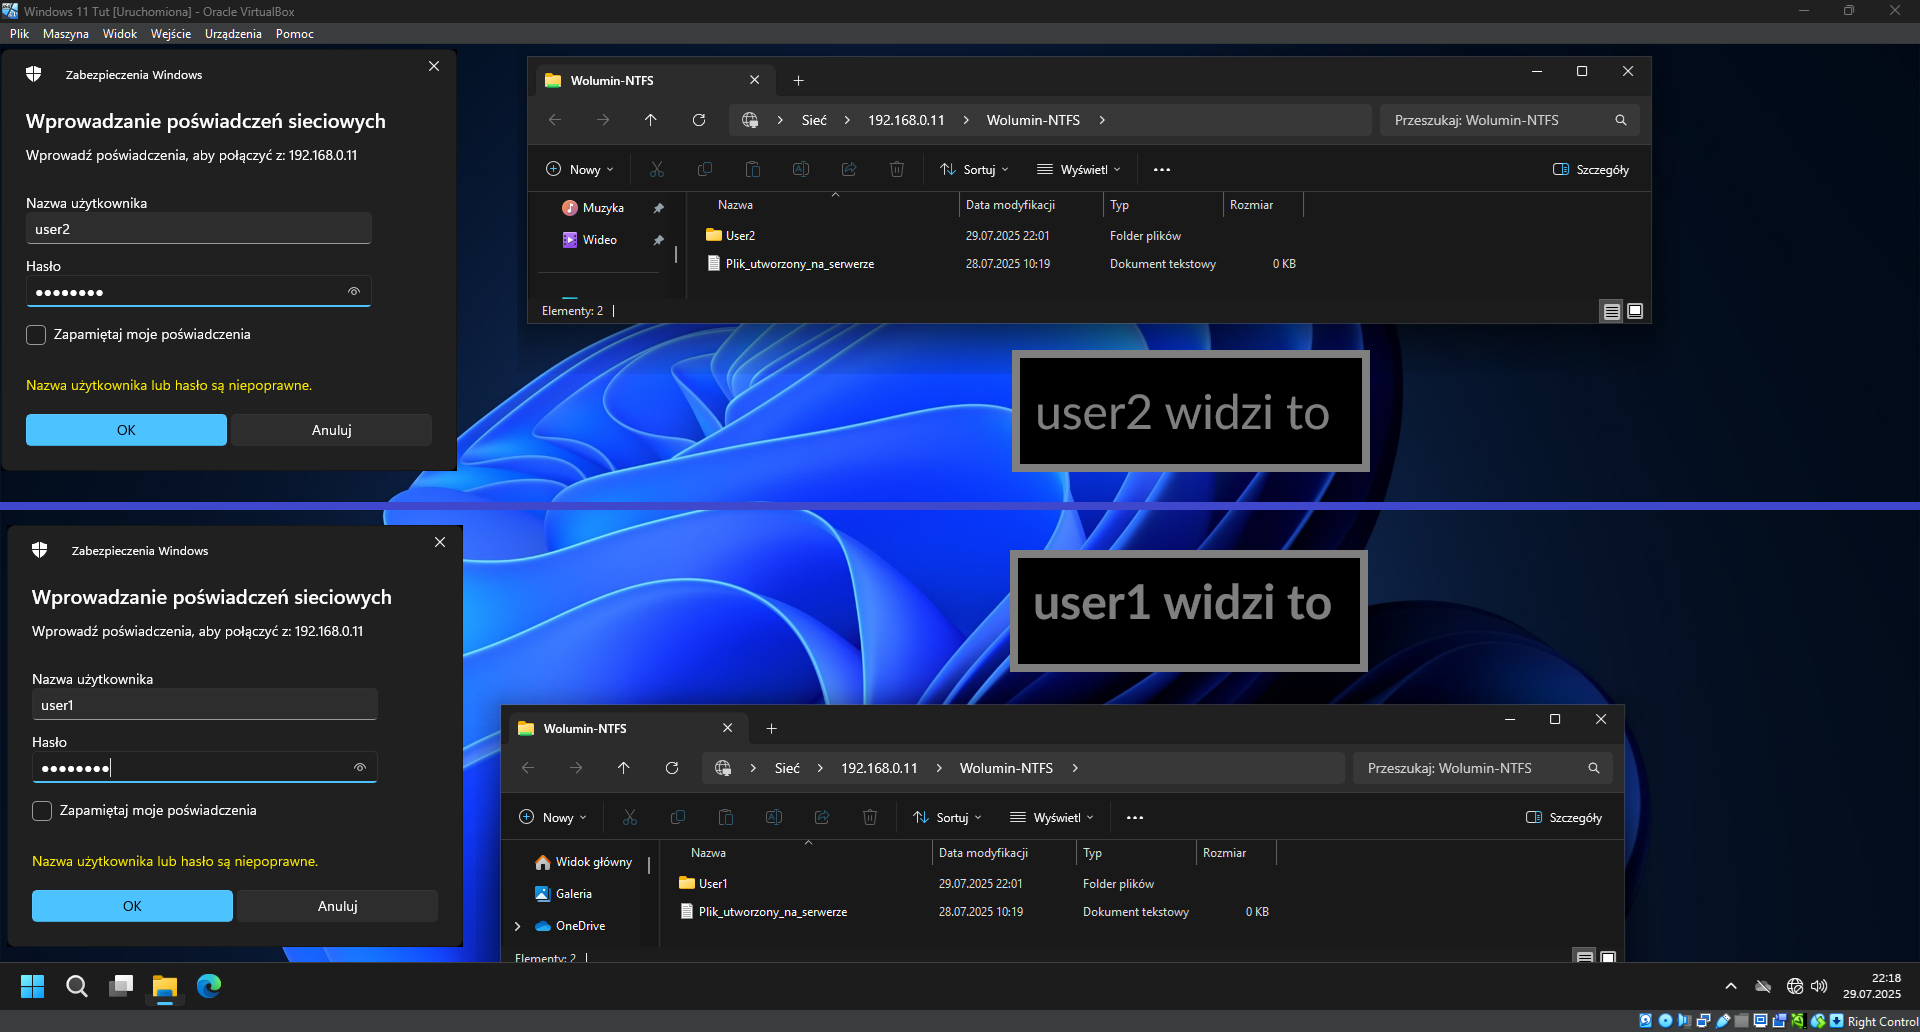 Windows 11 Tut [Uruchomiona] - Oracle VirtualBox
Plik Maszyna Widok Wejście Urządzenia Pomoc
Zabezpieczenia Windows
Wprowadzanie poświadczeń sieciowych
Wprowadź poświadczenia, aby połączyć z: 192.168.0.11
Nazwa użytkownika
user2
Hasło
Zapamiętaj moje poświadczenia
Nazwa użytkownika lub hasło są niepoprawne.
OK Anuluj
Wolumin-NTFS
Sieć 192.168.0.11 Wolumin-NTFS
Przeszukaj: Wolumin-NTFS
Nowy Sortuj Wyświetl Szczegóły
Muzyka
Wideo
Nazwa Data modyfikacji Typ Rozmiar
User2 29.07.2025 22:01 Folder plików
Plik_utworzony_na_serwerze 28.07.2025 10:19 Dokument tekstowy 0 KB
Elementy: 2
user2 widzi to
Zabezpieczenia Windows
Wprowadzanie poświadczeń sieciowych
Wprowadź poświadczenia, aby połączyć z: 192.168.0.11
Nazwa użytkownika
user1
Hasło
Zapamiętaj moje poświadczenia
Nazwa użytkownika lub hasło są niepoprawne.
OK Anuluj
user1 widzi to
Wolumin-NTFS
Sieć 192.168.0.11 Wolumin-NTFS
Przeszukaj: Wolumin-NTFS
Nowy Sortuj Wyświetl Szczegóły
Widok główny
Galeria
OneDrive
Nazwa Data modyfikacji Typ Rozmiar
User1 29.07.2025 22:01 Folder plików
Plik_utworzony_na_serwerze 28.07.2025 10:19 Dokument tekstowy 0 KB
Elementy: 2
22:18
29.07.2025
Right Control